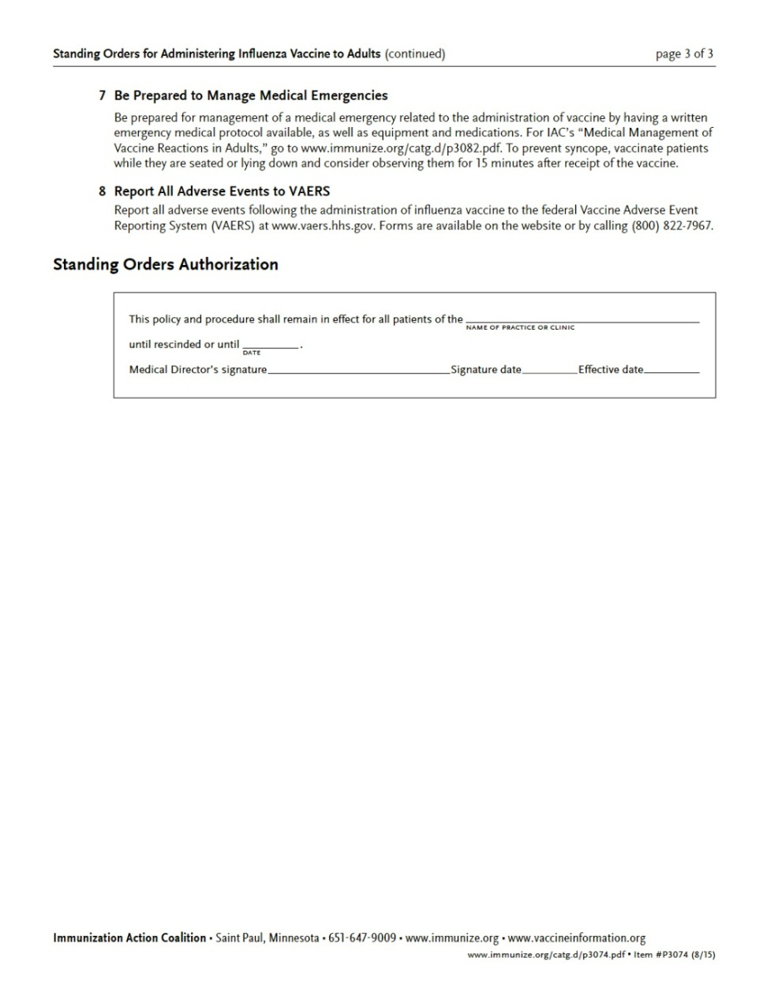 Standing Orders for Administering Influenza Vaccine to Adults (continued) page 3 of 3
7 Be Prepared to Manage Medical Emergencies
Be prepared for management of a medical emergency related to the administration of vaccine by having a written
emergency medical protocol available, as well as equipment and medications. For IAC's “Medical Management of
Vaccine Reactions in Adults,” go to www.immunize.org/catg.d/p3082.pdf. To prevent syncope, vaccinate patients
while they are seated or lying down and consider observing them for 15 minutes after receipt of the vaccine.
8 Report All Adverse Events to VAERS
Report all adverse events following the administration of influenza vaccine to the federal Vaccine Adverse Event
Reporting System (VAERS) at www.vaers.hhs.gov. Forms are available on the website or by calling (800) 822-7967.
Standing Orders Authorization
This policy and procedure shall remain in effect for all patients of the
NAME OF PRACTICE OR CLINIC
until rescinded or until ________.
DATE
Medical Director's signature Signature date Effective date
Immunization Action Coalition • Saint Paul, Minnesota • 651-647-9009 • www.immunize.org • www.vaccineinformation.org
www.immunize.org/catg.d/p3074.pdf • Item #P3074 (8/15)